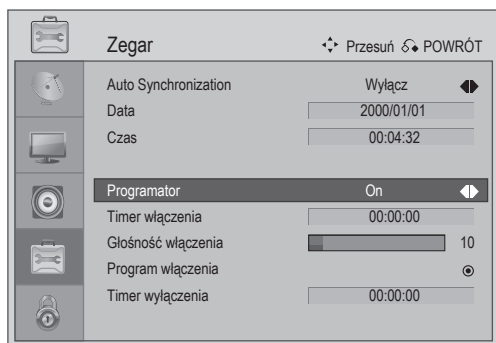 Zegar Przesuń POWRÓT
Auto Synchronization Wyłącz
Data 2000/01/01
Czas 00:04:32
Programator On
Timer włączenia 00:00:00
Głośność włączenia 10
Program włączenia
Timer wyłączenia 00:00:00